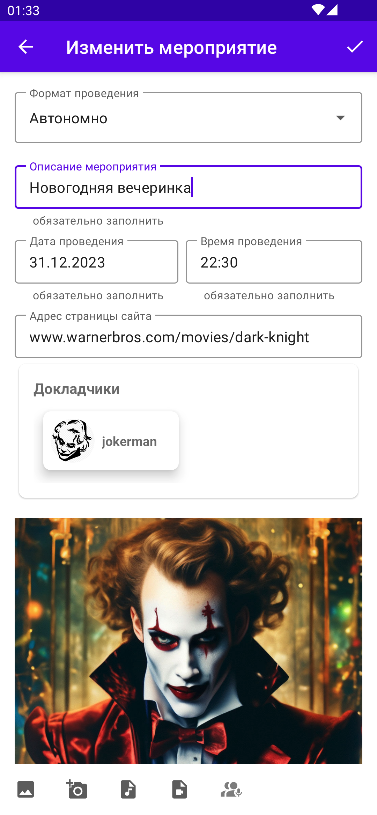 01:33
Изменить мероприятие
Формат проведения
Автономно
Описание мероприятия
Новогодняя вечеринка
обязательно заполнить
Дата проведения
31.12.2023
обязательно заполнить
Время проведения
22:30
обязательно заполнить
Адрес страницы сайта
www.warnerbros.com/movies/dark-knight
Докладчики
jokerman